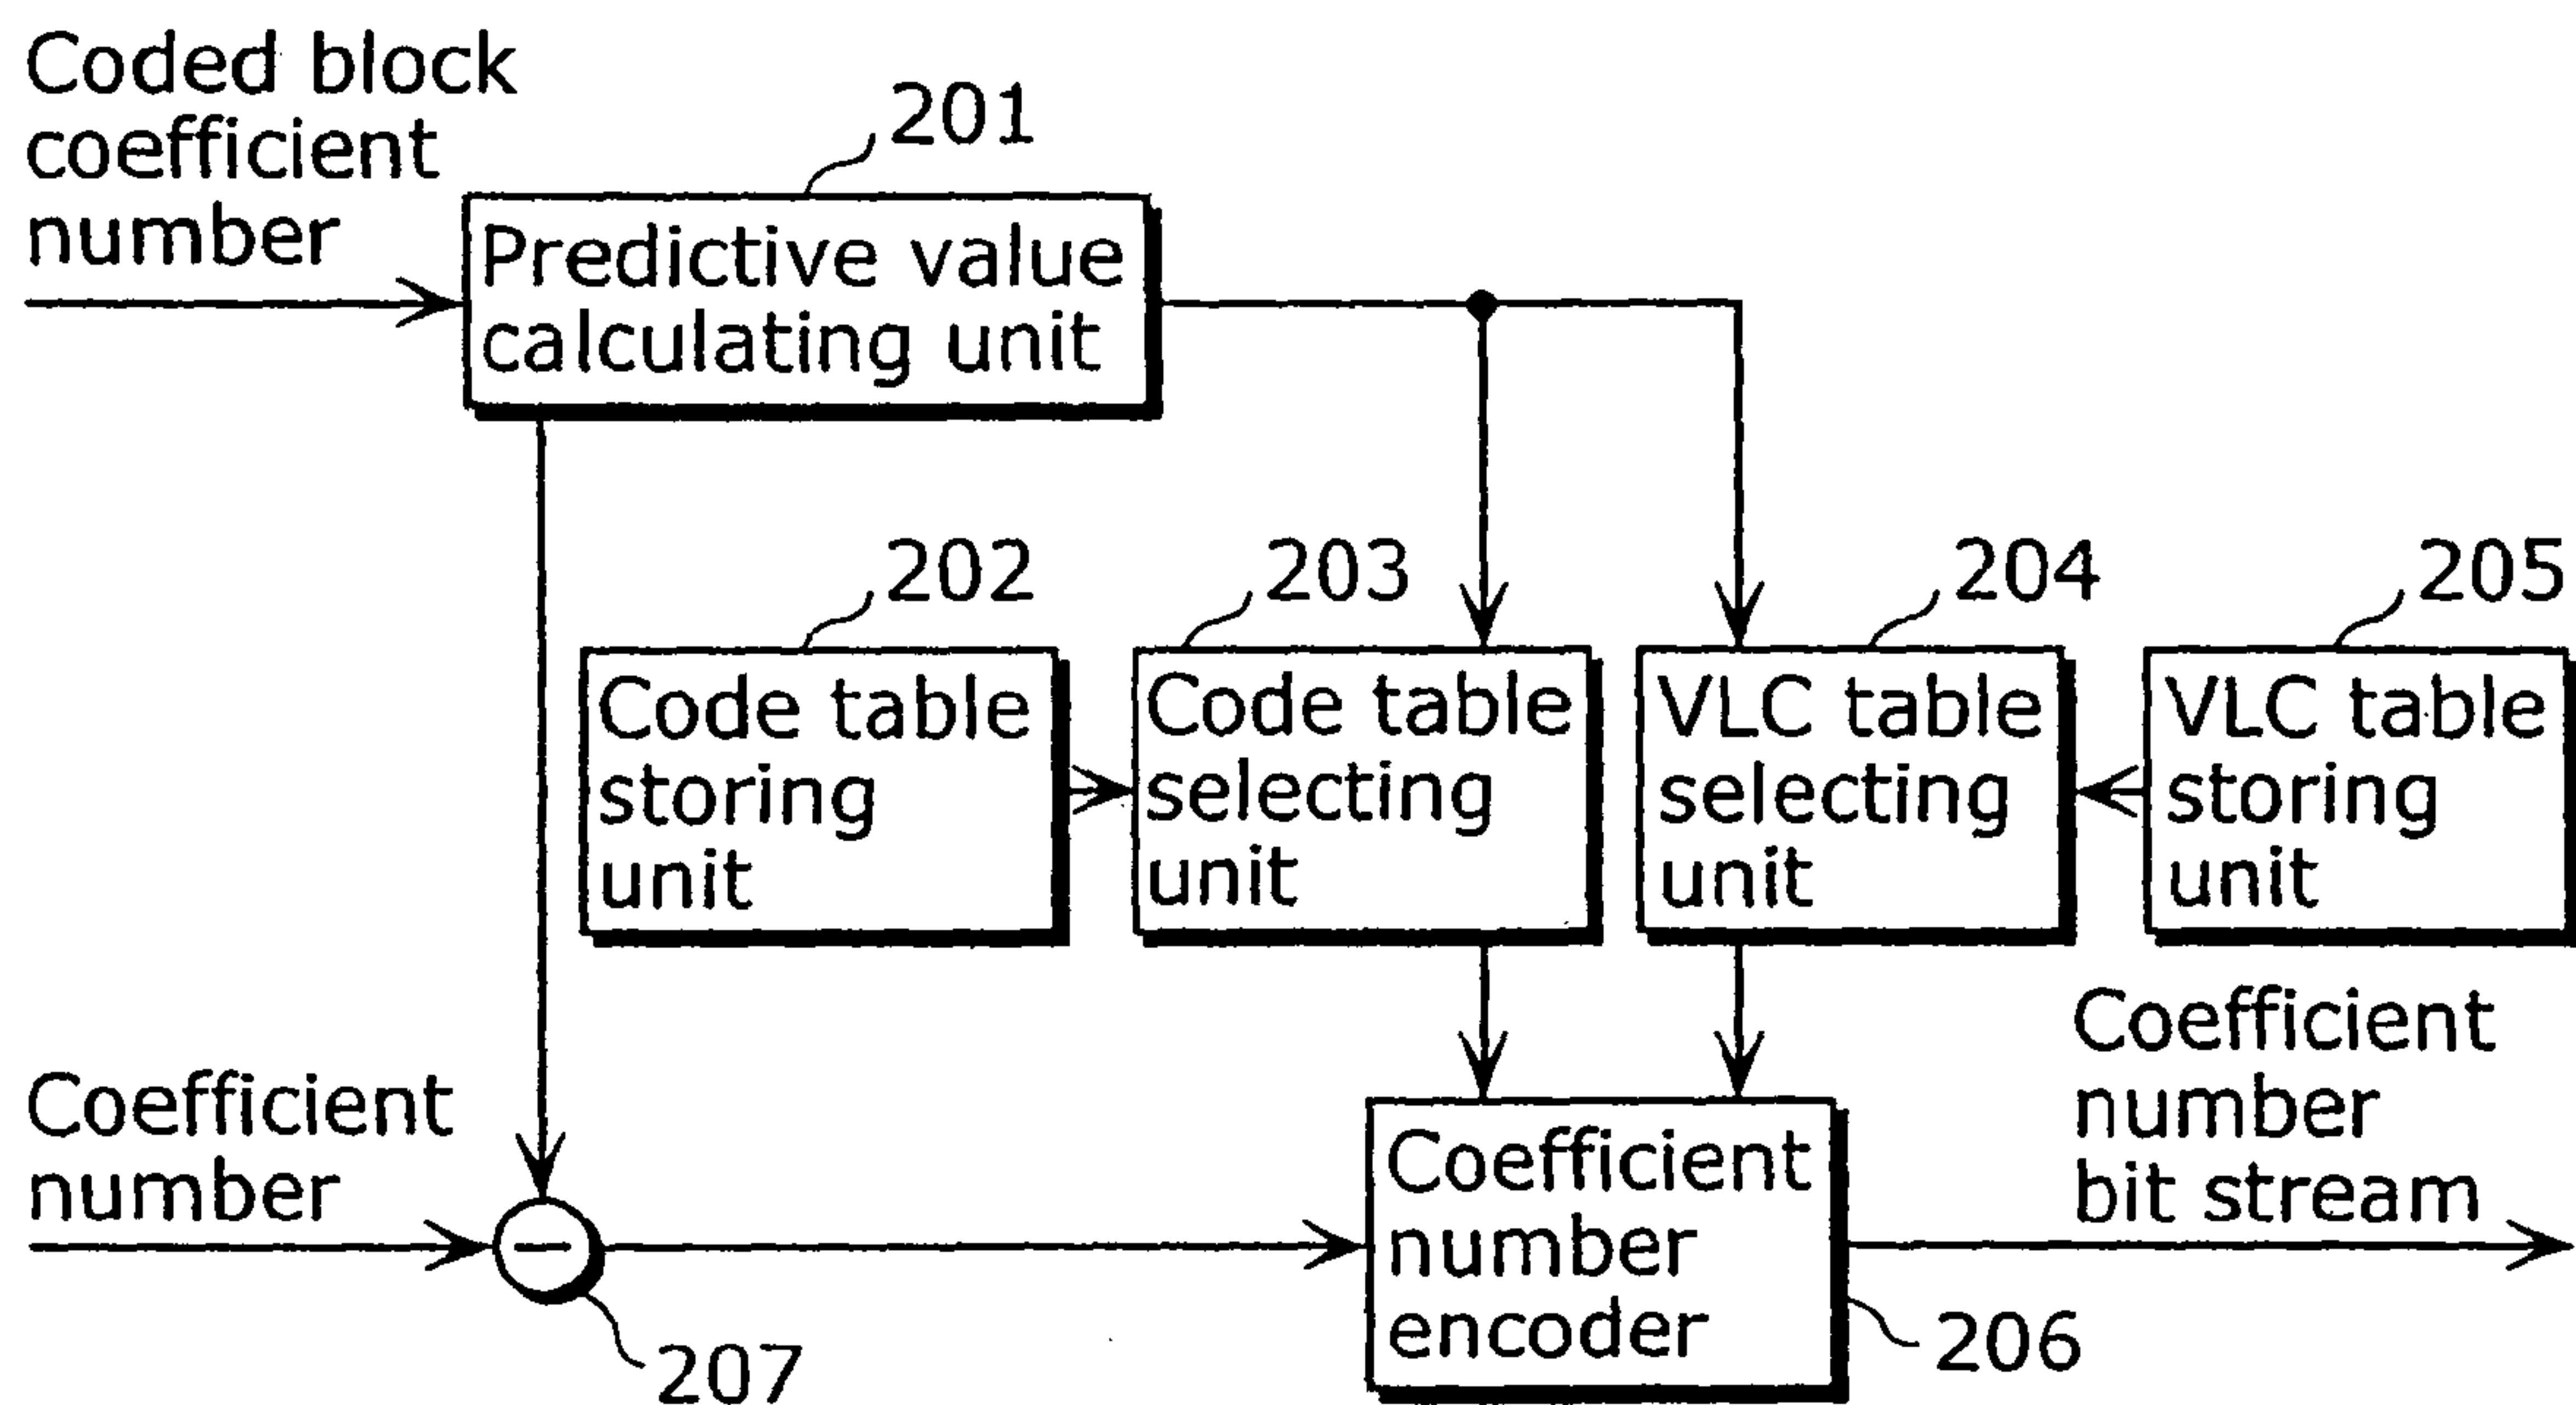 Coded block
coefficient
number
201
Predictive value
calculating unit
202
203
204
205
Code table
storing
unit
Code table
selecting
unit
VLC table
selecting
unit
VLC table
storing
unit
Coefficient
number
207
Coefficient
number
encoder
206
Coefficient
number
bit stream